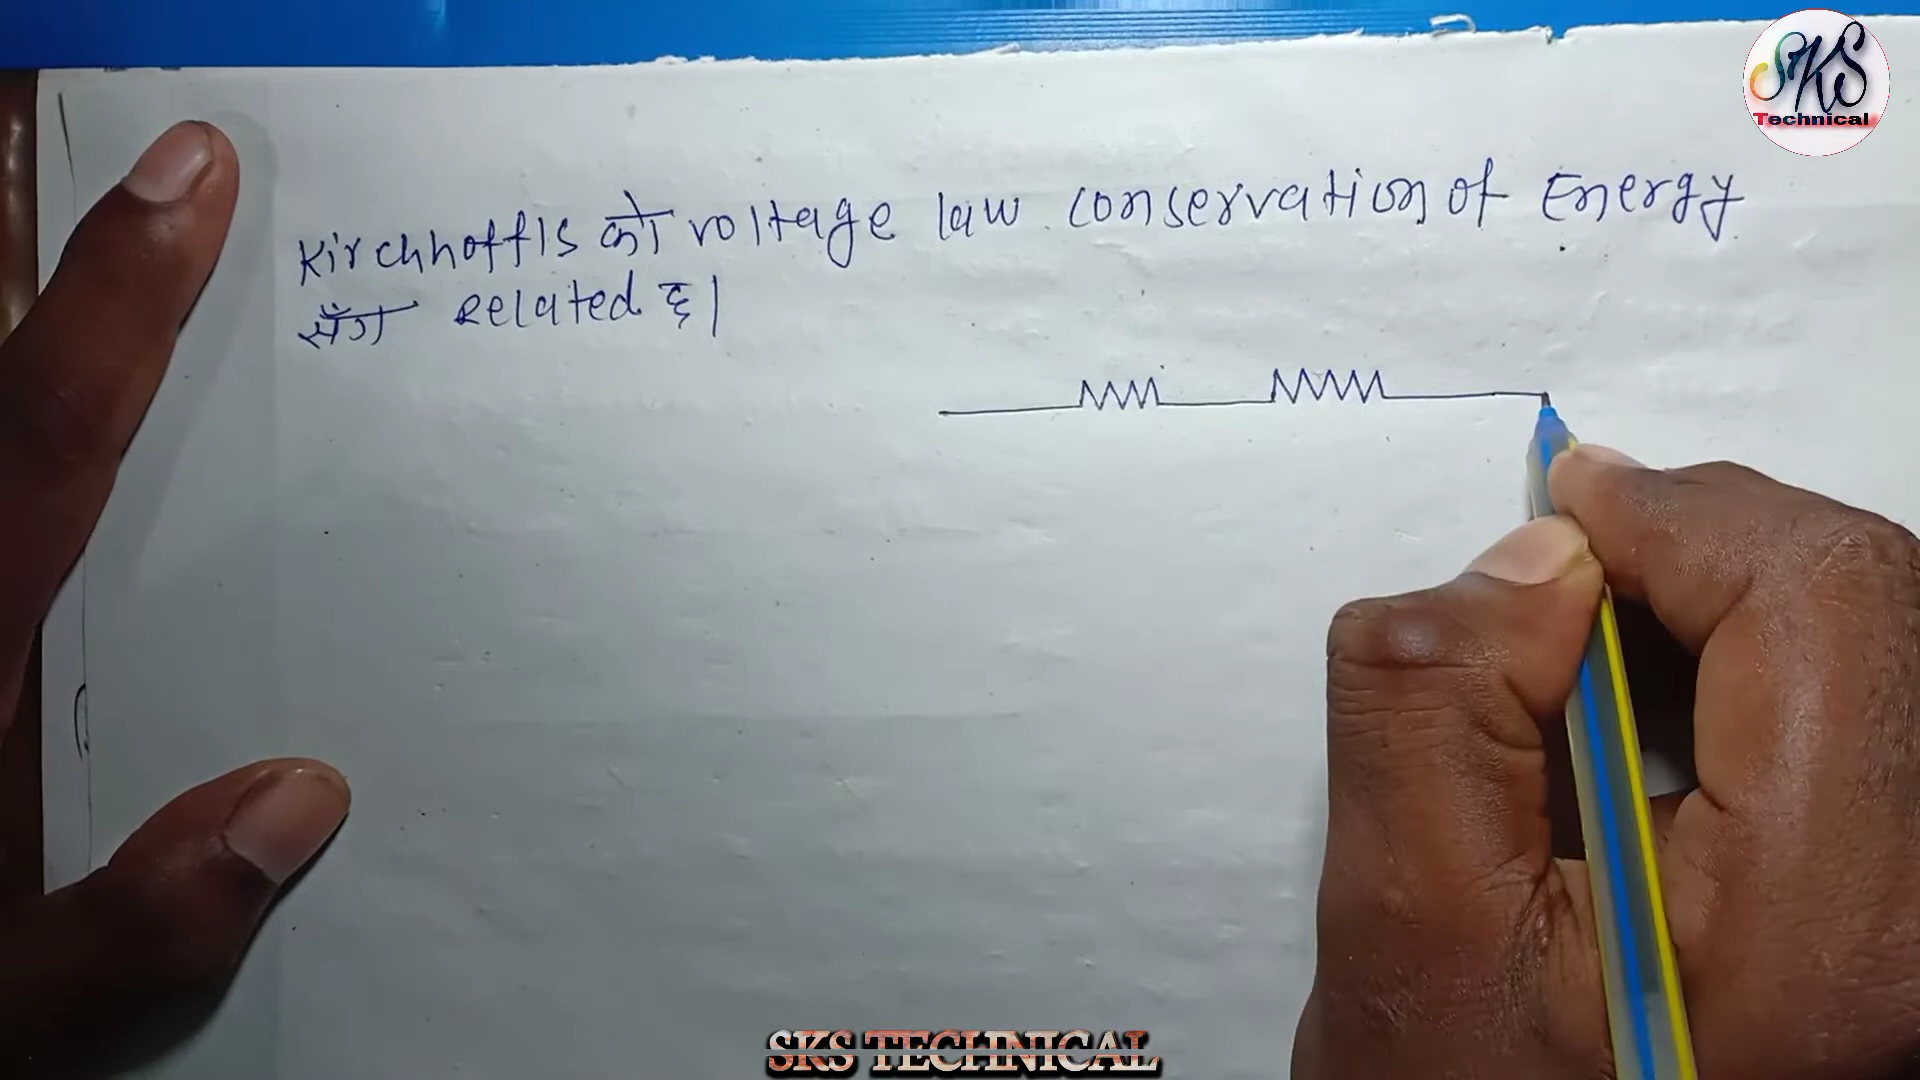 SKS
Technical
Kirchhoff's को voltage law conservation of Energy
सँग related छ।
SKS TECHNICAL